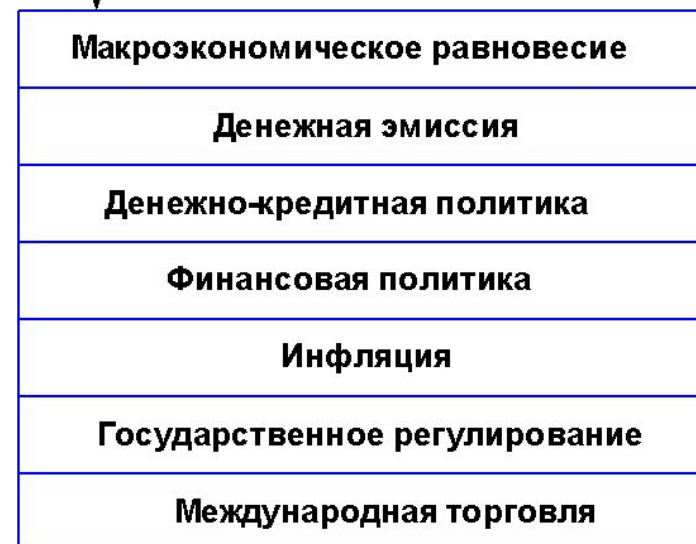 Макроэкономическое равновесие
Денежная эмиссия
Денежно-кредитная политика
Финансовая политика
Инфляция
Государственное регулирование
Международная торговля